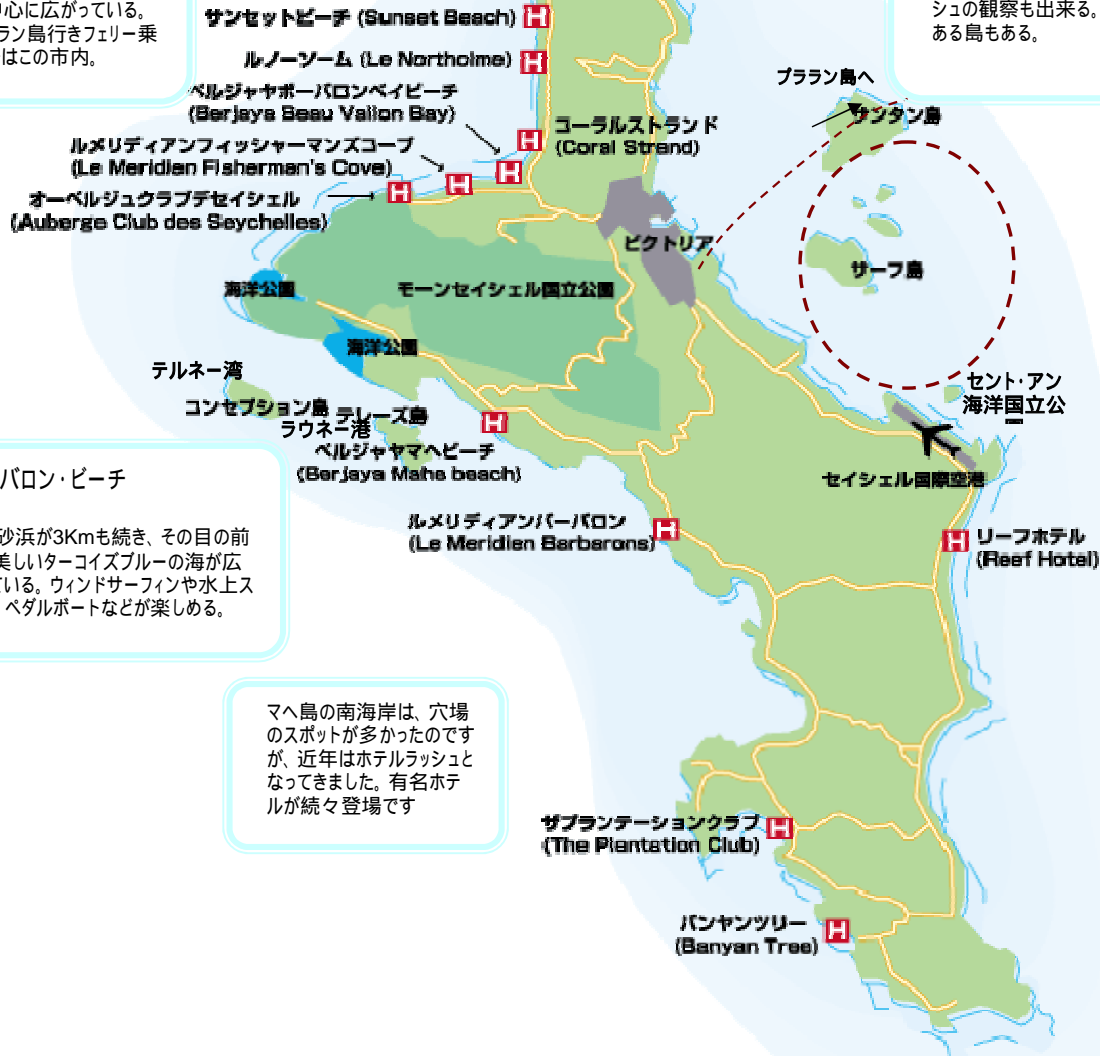 中心に広がっている。
ラン島行きフェリー乗
はこの市内。
サンセットビーチ (Sunset Beach)
ルノーソーム (Le Northolme)
ベルジャヤボーバロンベイビーチ
(Berjaya Beau Vallon Bay)
ルメリディアンフィッシャーマンズコーブ
(Le Meridien Fisherman's Cove)
オーベルジュクラブデセイシェル
(Auberge Club des Seychelles)
コーラルストランド
(Coral Strand)
シュの観察も出来る。
ある島もある。
プララン島へ
サンタン島
ビクトリア
サーフ島
海洋公園
モーンセイシェル国立公園
海洋公園
テルネー湾
コンセプション島
テレーズ島
ラウネー港
ベルジャヤマヘビーチ
(Berjaya Mahe beach)
セント・アン
海洋国立公
セイシェル国際空港
バロン・ビーチ
砂浜が3Kmも続き、その目の前
美しいターコイズブルーの海が広
ている。ウィンドサーフィンや水上ス
ペダルボートなどが楽しめる。
ルメリディアンバーバロン
(Le Meridien Barbarons)
リーフホテル
(Reef Hotel)
マヘ島の南海岸は、穴場
のスポットが多かったのです
が、近年はホテルラッシュと
なってきました。有名ホテ
ルが続々登場です
ザプランテーションクラブ
(The Plantation Club)
バンヤンツリー
(Banyan Tree)
H
H
H
H
H
H
H
H
H
H
H